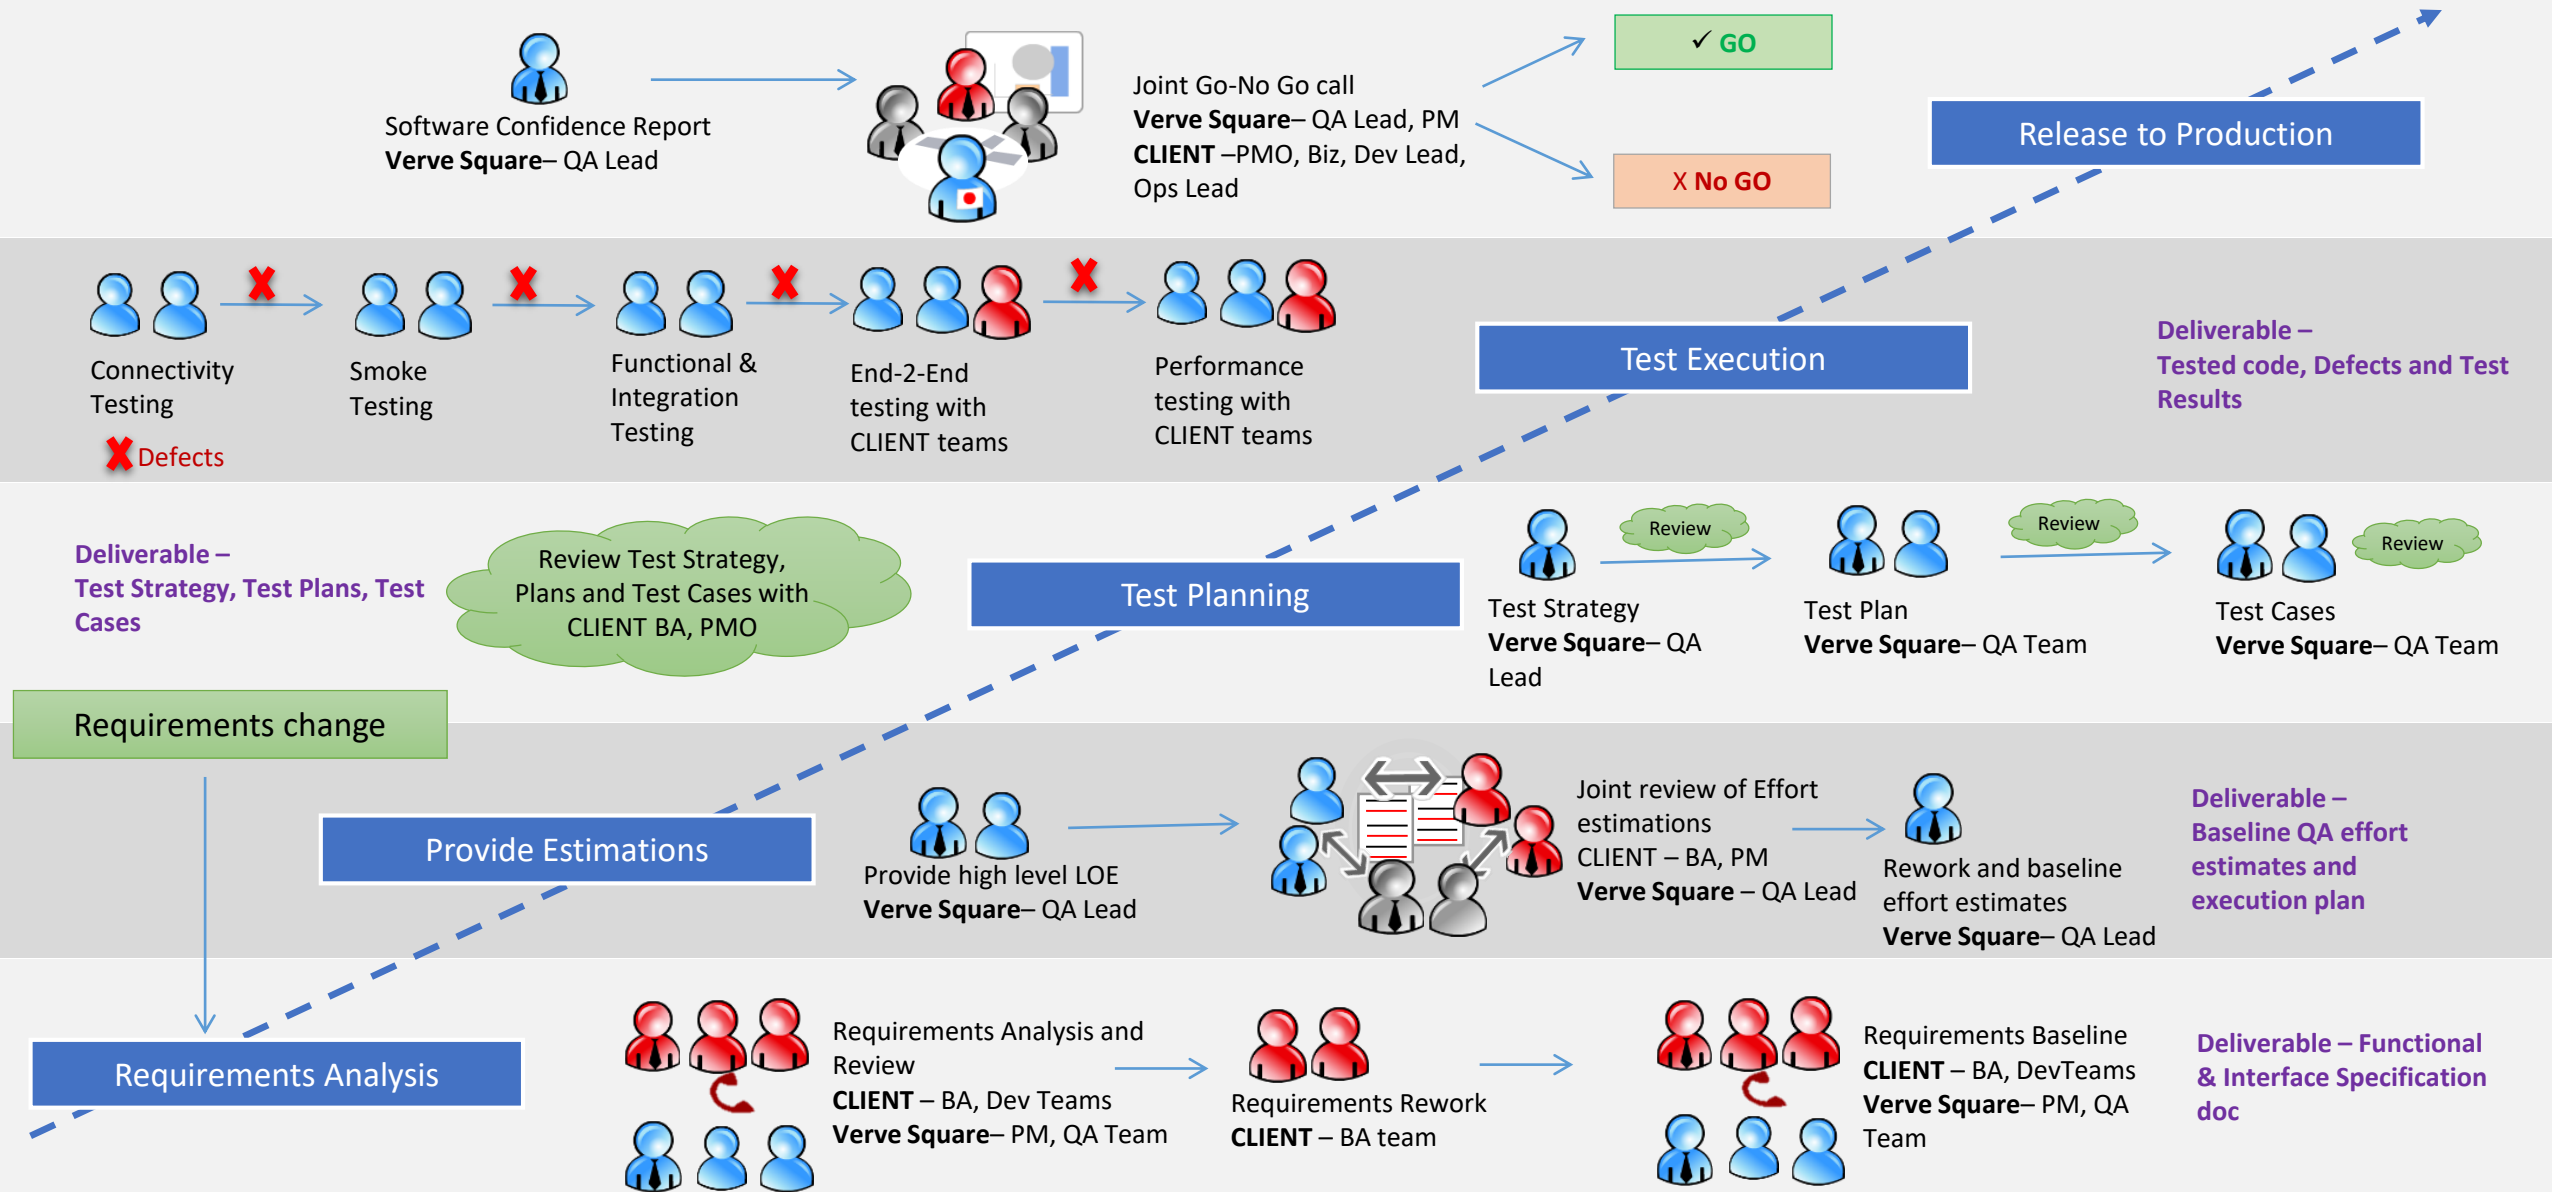 Software Confidence Report
Verve Square– QA Lead
Joint Go-No Go call
Verve Square– QA Lead, PM
CLIENT –PMO, Biz, Dev Lead,
Ops Lead
✓ GO
X No GO
Release to Production
Connectivity
Testing
Defects
Smoke
Testing
Functional &
Integration
Testing
End-2-End
testing with
CLIENT teams
Performance
testing with
CLIENT teams
Test Execution
Deliverable –
Tested code, Defects and Test
Results
Deliverable –
Test Strategy, Test Plans, Test
Cases
Review Test Strategy,
Plans and Test Cases with
CLIENT BA, PMO
Test Planning
Test Strategy
Verve Square– QA
Lead
Review
Test Plan
Verve Square– QA Team
Review
Test Cases
Verve Square– QA Team
Review
Requirements change
Provide Estimations
Provide high level LOE
Verve Square– QA Lead
Joint review of Effort
estimations
CLIENT – BA, PM
Verve Square – QA Lead
Rework and baseline
effort estimates
Verve Square– QA Lead
Deliverable –
Baseline QA effort
estimates and
execution plan
Requirements Analysis
Requirements Analysis and
Review
CLIENT – BA, Dev Teams
Verve Square– PM, QA Team
Requirements Rework
CLIENT – BA team
Requirements Baseline
CLIENT – BA, DevTeams
Verve Square– PM, QA
Team
Deliverable – Functional
& Interface Specification
doc